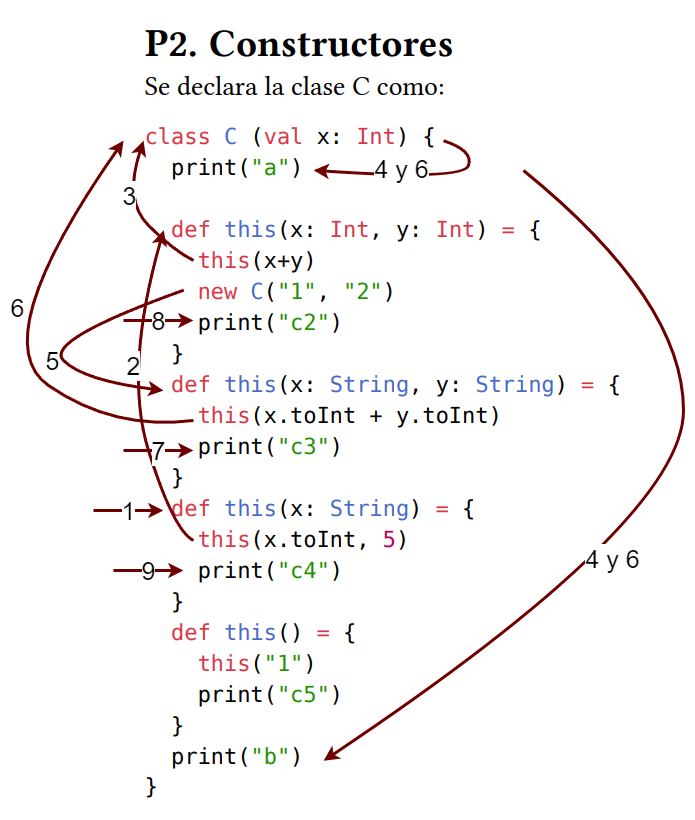 P2. Constructores
Se declara la clase C como:
class C (val x: Int) {
print("a")
4 y 6
3
def this(x: Int, y: Int) = {
this(x+y)
new C("1", "2")
6
8
print("c2")
}
5
2
def this(x: String, y: String) = {
this(x.toInt + y.toInt)
7
print("c3")
}
1
def this(x: String) = {
this(x.toInt, 5)
4 y 6
9
print("c4")
}
def this() = {
this("1")
print("c5")
}
print("b")
}